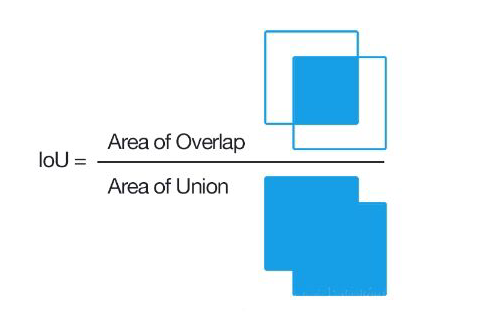 Area of Overlap
IoU =
Area of Union